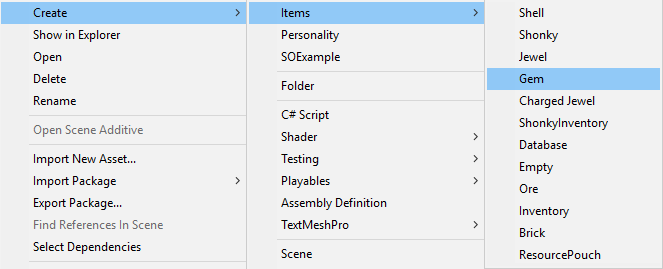 Create
Show in Explorer
Open
Delete
Rename
Open Scene Additive
Import New Asset...
Import Package
Export Package...
Find References In Scene
Select Dependencies
Items
Personality
SOExample
Folder
C# Script
Shader
Testing
Playables
Assembly Definition
TextMeshPro
Scene
Shell
Shonky
Jewel
Gem
Charged Jewel
ShonkyInventory
Database
Empty
Ore
Inventory
Brick
ResourcePouch